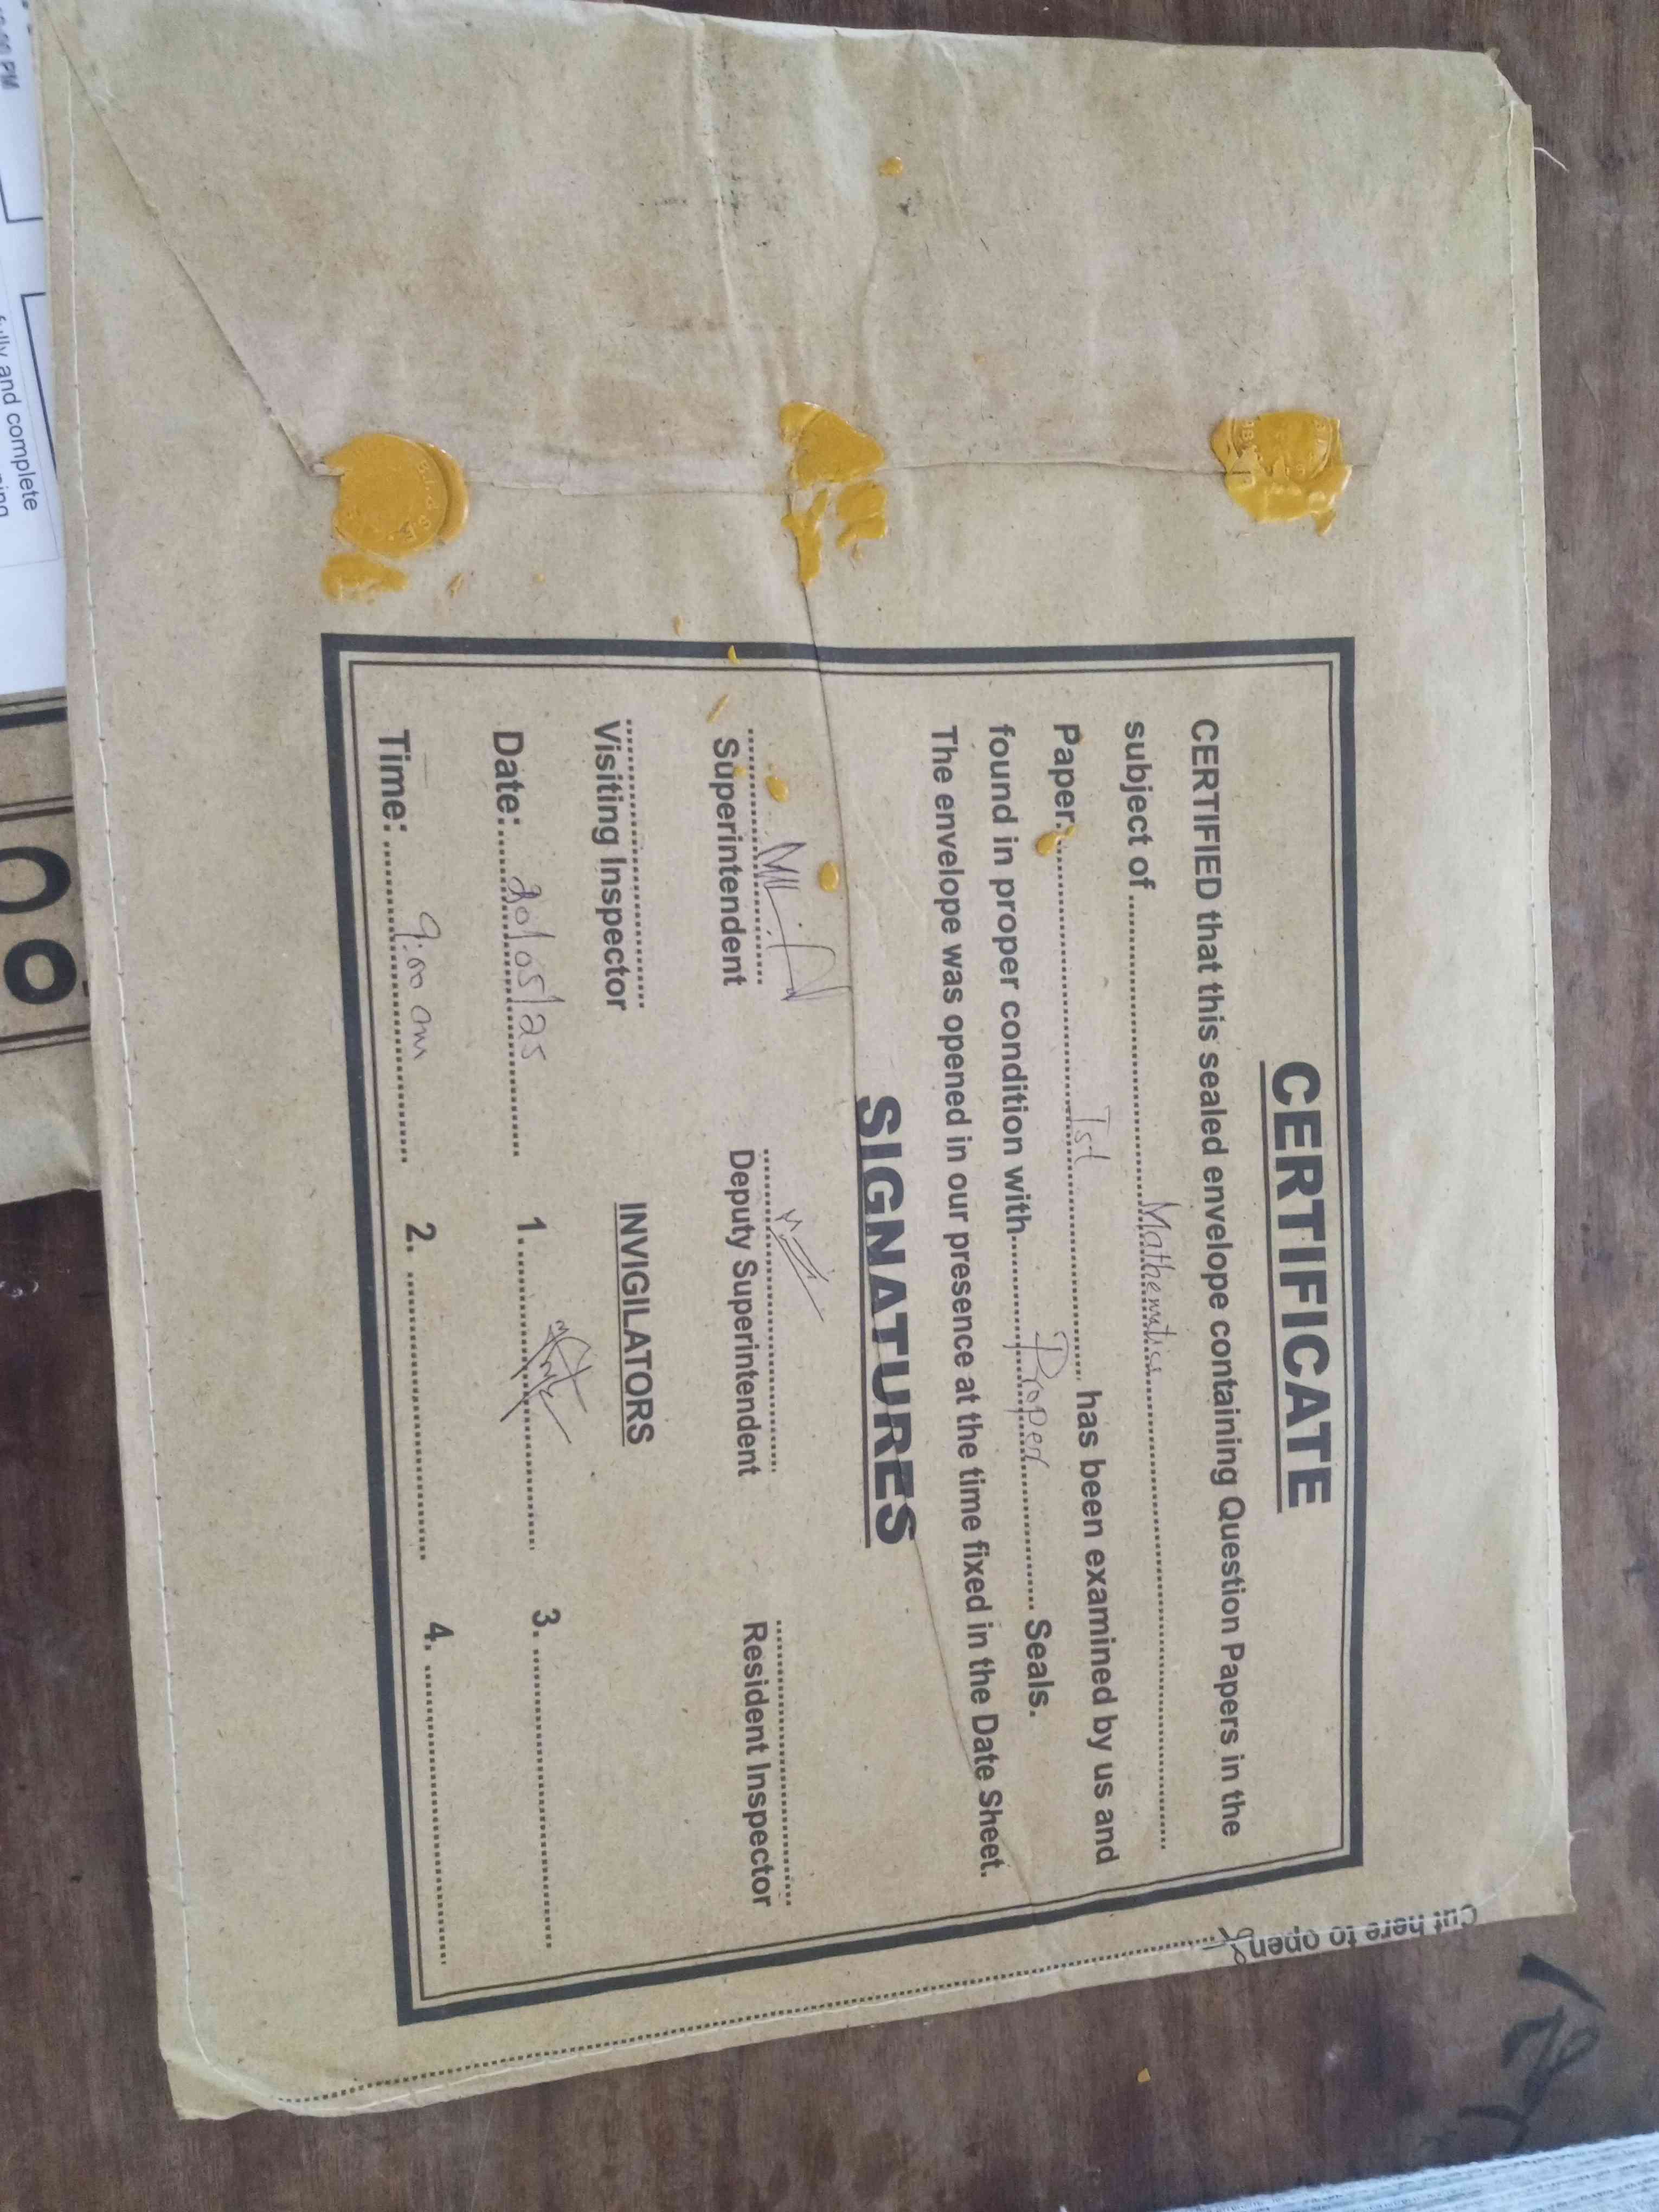 CERTIFICATE
CERTIFIED that this sealed envelope containing Question Papers in the
subject of ........ Mathematics ........
Paper ........ Ist ........ has been examined by us and
found in proper condition with ........ Proper ........ Seals.
The envelope was opened in our presence at the time fixed in the Date Sheet.
SIGNATURES
Superintendent
Deputy Superintendent
Resident Inspector
Visiting Inspector
INVIGILATORS
Date: 20/05/25
1. ........ 3. ........
Time: 9:00 am
2. ........ 4. ........
Cut here to open
fully and complete
PM